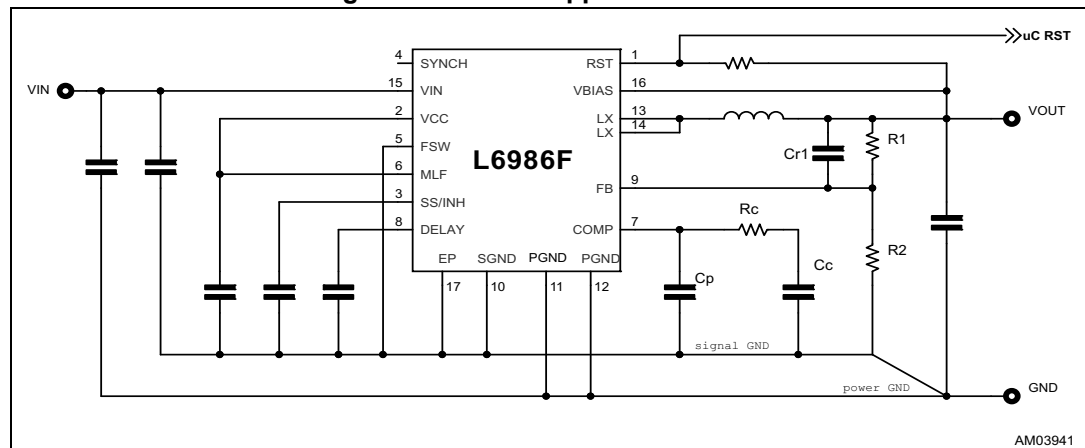 4 SYNCH RST 1 uC RST
VIN 15 VIN VBIAS 16
2 VCC LX 13 VOUT
LX 14
5 FSW R1
Cr1
6 MLF L6986F
FB 9
3 SS/INH
8 DELAY COMP 7 Rc
R2
EP SGND PGND PGND Cp Cc
17 10 11 12
signal GND
power GND GND
AM03941